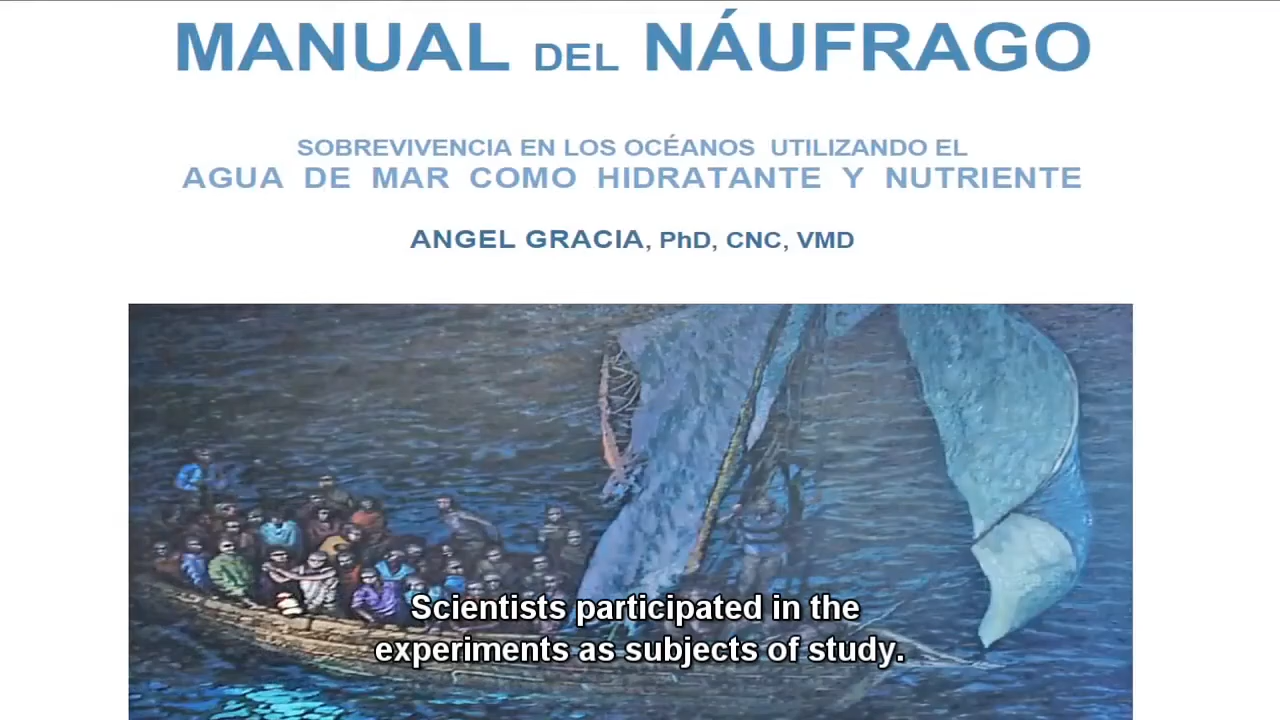 MANUAL DEL NÁUFRAGO
SOBREVIVENCIA EN LOS OCÉANOS UTILIZANDO EL
AGUA DE MAR COMO HIDRATANTE Y NUTRIENTE
ANGEL GRACIA, PhD, CNC, VMD
Scientists participated in the
experiments as subjects of study.